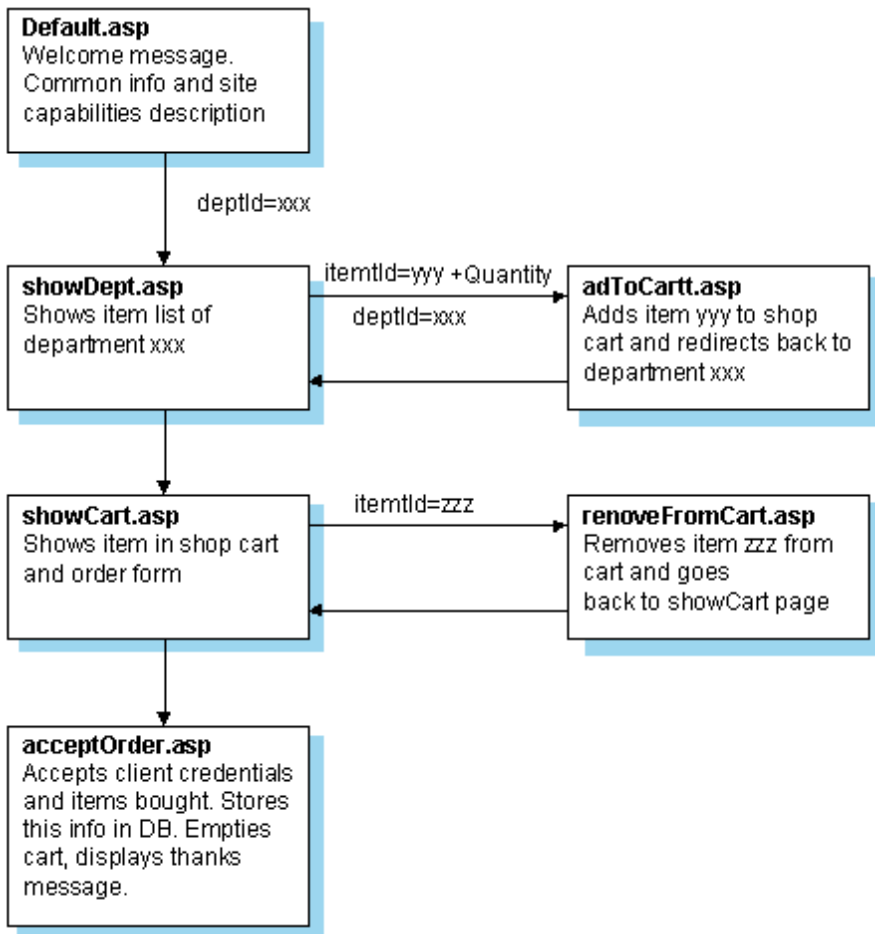 Default.asp
Welcome message.
Common info and site
capabilities description
deptId=xxx
showDept.asp
Shows item list of
department xxx
itemtId=yyy +Quantity
deptId=xxx
adToCartt.asp
Adds item yyy to shop
cart and redirects back to
department xxx
showCart.asp
Shows item in shop cart
and order form
itemtId=zzz
renoveFromCart.asp
Removes item zzz from
cart and goes
back to showCart page
acceptOrder.asp
Accepts client credentials
and items bought. Stores
this info in DB. Empties
cart, displays thanks
message.